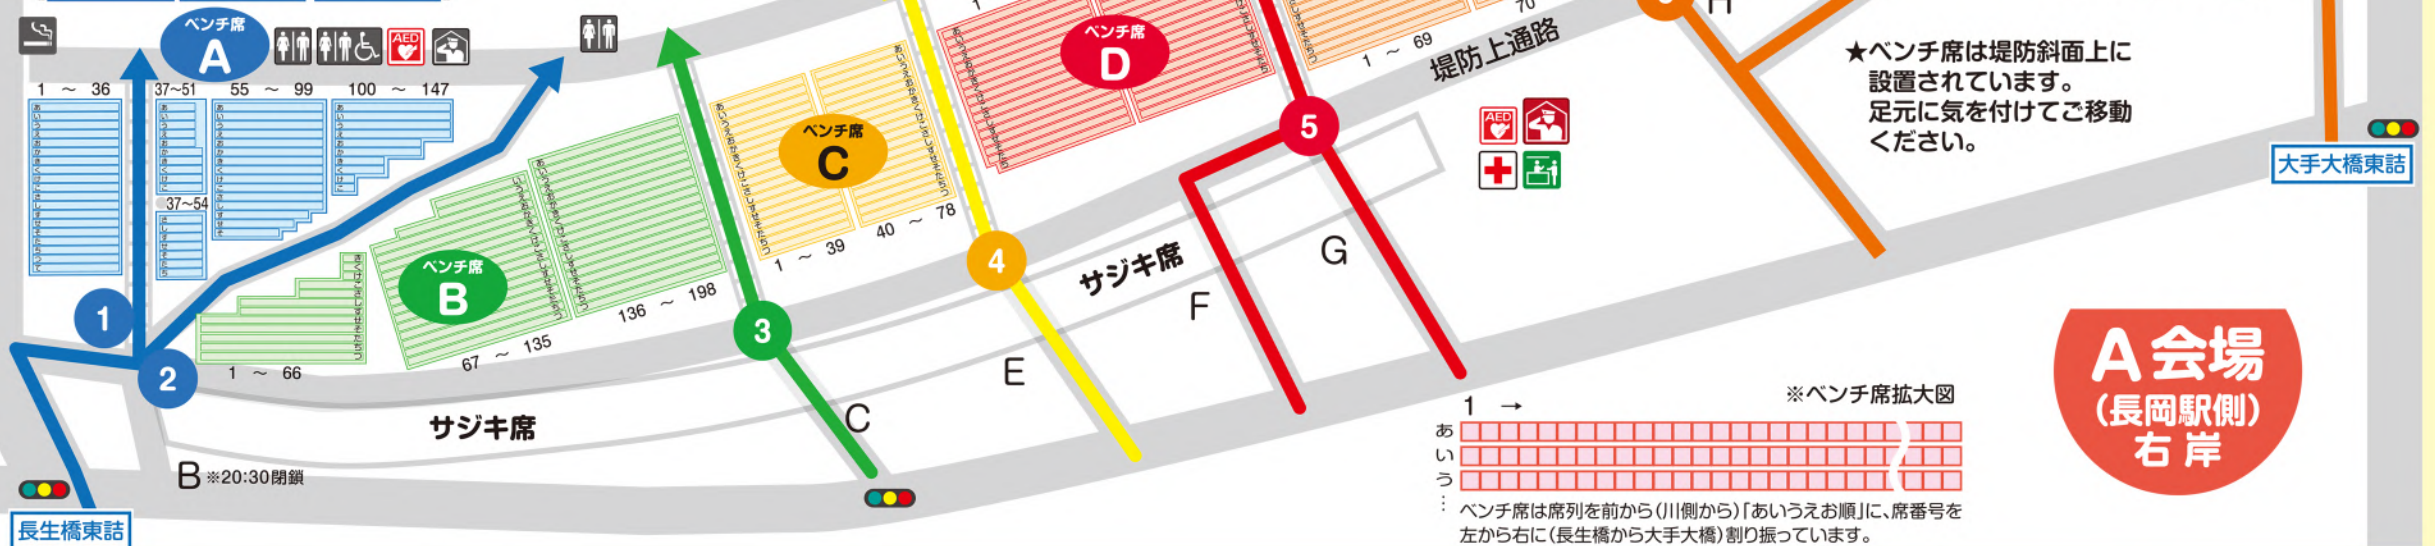 ベンチ席
A
AED
1 ～ 36
37～51
55 ～ 99
100 ～ 147
37～54
1
2
ベンチ席
B
1 ～ 66
67 ～ 135
136 ～ 198
3
ベンチ席
C
1 ～ 39
40 ～ 78
4
1
ベンチ席
D
5
1 ～ 69
70
堤防上通路
H
AED
サジキ席
サジキ席
B ※20:30閉鎖
C
E
F
G
長生橋東詰
大手大橋東詰
★ベンチ席は堤防斜面上に
設置されています。
足元に気を付けてご移動
ください。
A会場
(長岡駅側)
右岸
※ベンチ席拡大図
1 →
あ
い
う
⋮
ベンチ席は席列を前から(川側から)「あいうえお順」に、席番号を
左から右に(長生橋から大手大橋)割り振っています。